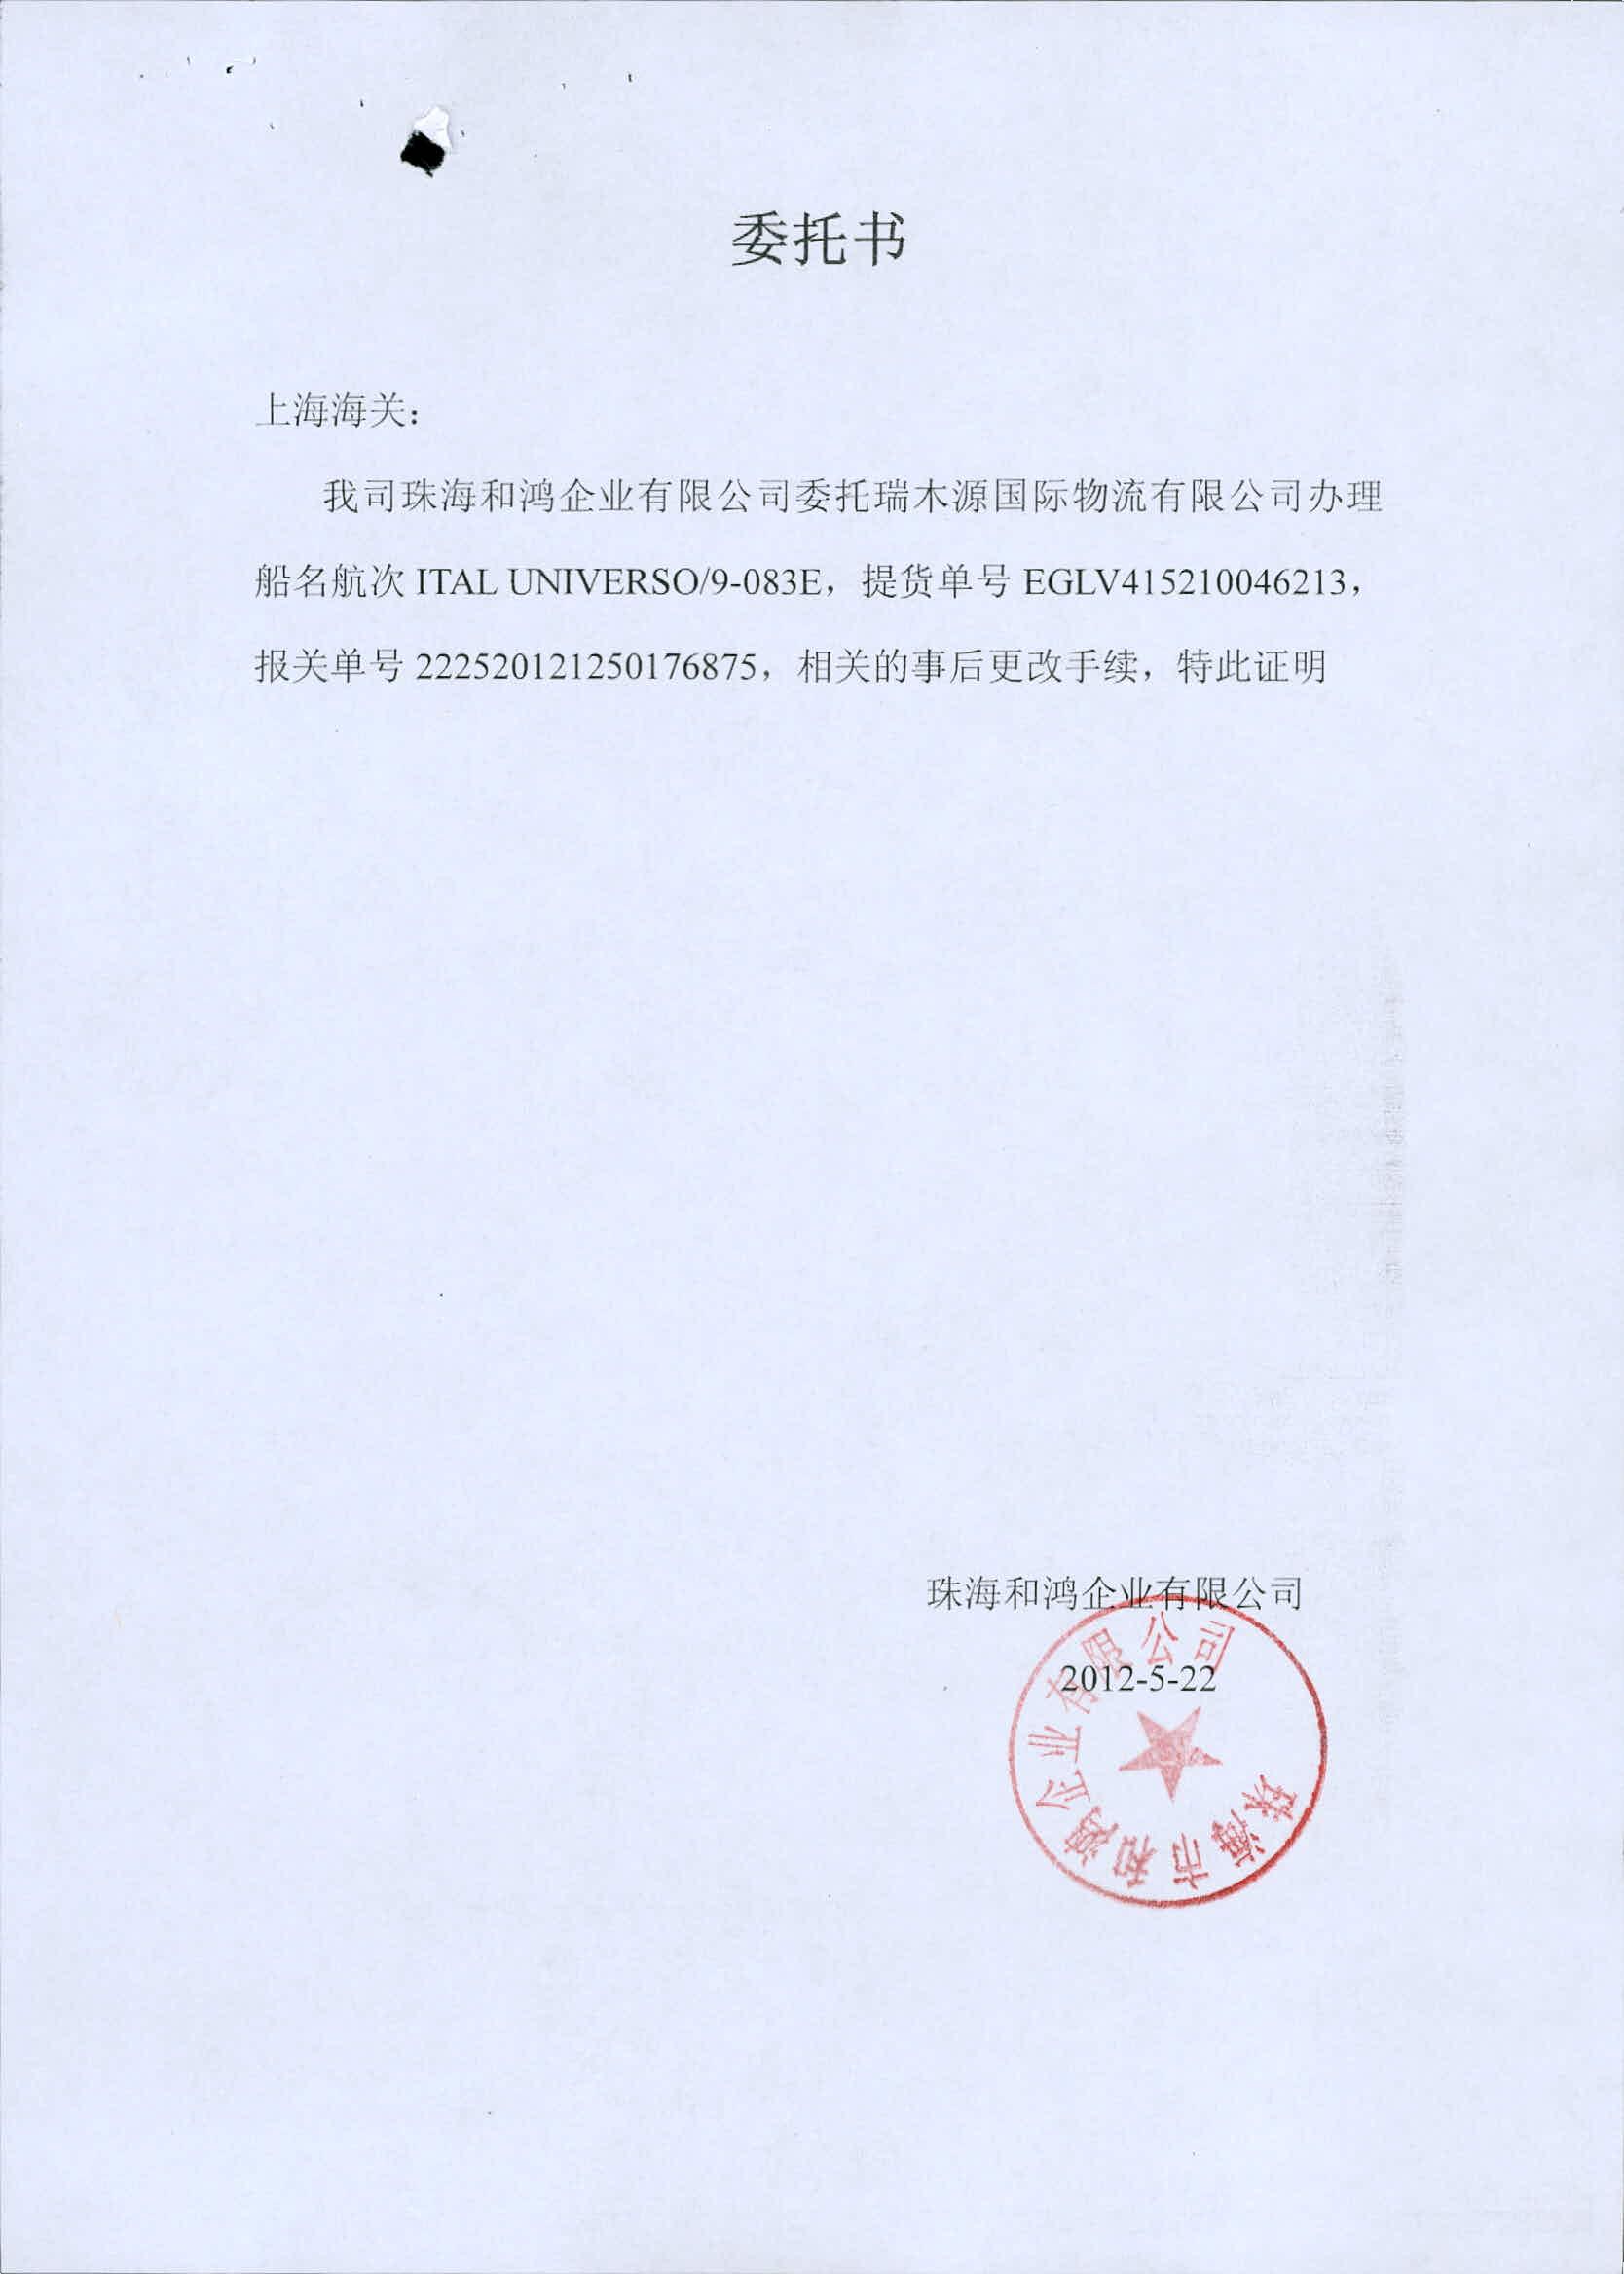 委托书
上海海关：
我司珠海和鸿企业有限公司委托瑞木源国际物流有限公司办理
船名航次 ITAL UNIVERSO/9-083E，提货单号 EGLV415210046213，
报关单号 222520121250176875，相关的事后更改手续，特此证明
珠海和鸿企业有限公司
2012-5-22
珠海市和鸿企业有限公司